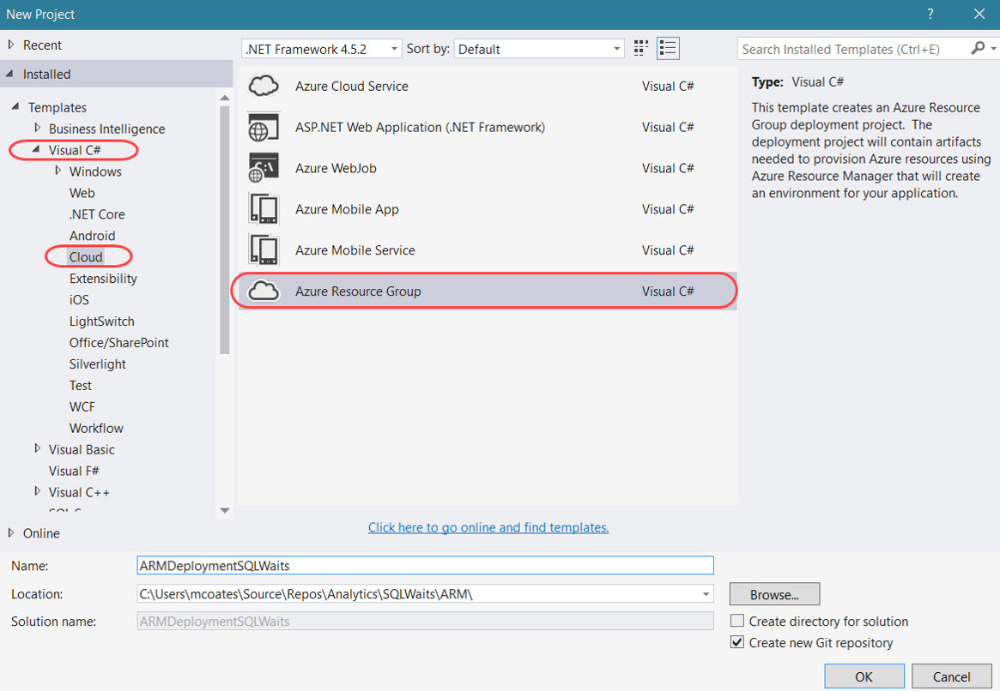 New Project
?
Recent
.NET Framework 4.5.2
Sort by:
Default
Search Installed Templates (Ctrl+E)
Installed
Templates
Business Intelligence
Visual C#
Windows
Web
.NET Core
Android
Cloud
Extensibility
iOS
LightSwitch
Office/SharePoint
Silverlight
Test
WCF
Workflow
Visual Basic
Visual F#
Visual C++
Online
Azure Cloud Service Visual C#
ASP.NET Web Application (.NET Framework) Visual C#
Azure WebJob Visual C#
Azure Mobile App Visual C#
Azure Mobile Service Visual C#
Azure Resource Group Visual C#
Click here to go online and find templates.
Type: Visual C#
This template creates an Azure Resource
Group deployment project. The
deployment project will contain artifacts
needed to provision Azure resources using
Azure Resource Manager that will create
an environment for your application.
Name: ARMDeploymentSQLWaits
Location: C:\Users\mcoates\Source\Repos\Analytics\SQLWaits\ARM\
Browse...
Solution name: ARMDeploymentSQLWaits
Create directory for solution
Create new Git repository
OK
Cancel